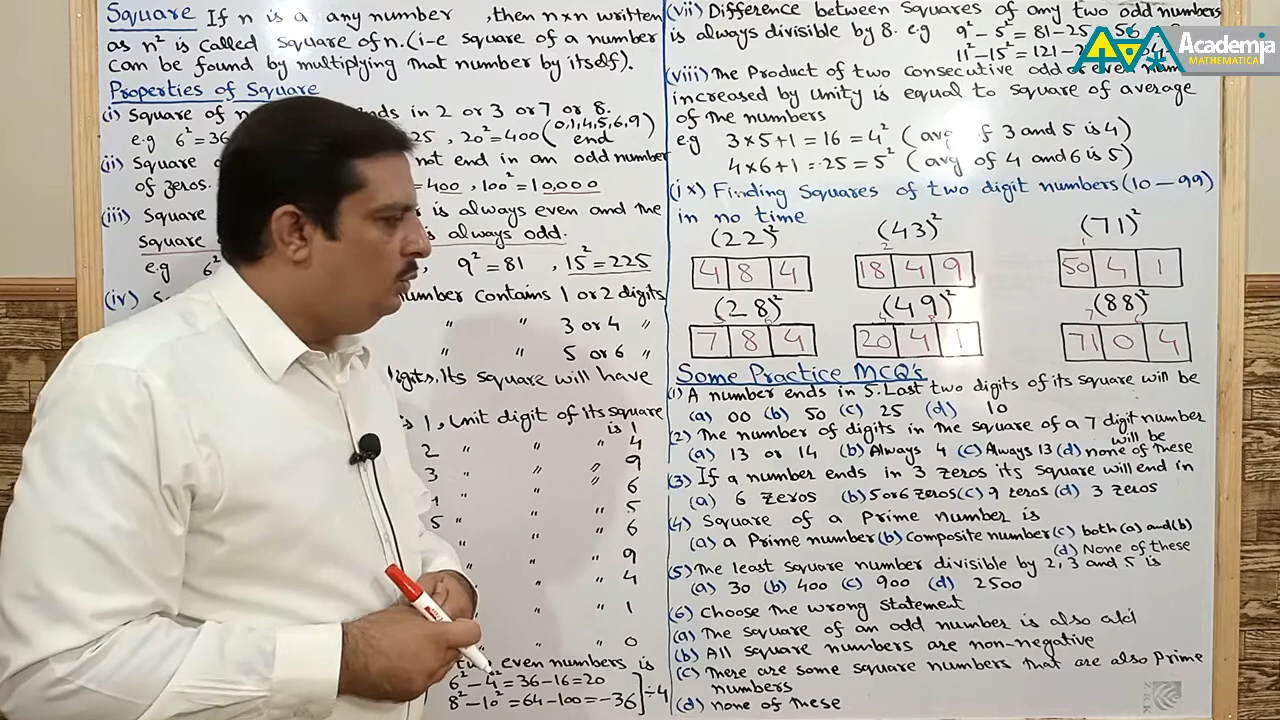 Square If n is a any number , then n×n written
as n² is called square of n. (i-e square of a number
can be found by multiplying that number by itself).
Properties of Square
(i) Square of n ends in 2 or 3 or 7 or 8.
e.g 6² = 36 25 , 20² = 400 (0,1,4,5,6,9)
end
(ii) Square not end in an odd number
of zeros. = 400 , 100² = 10,000
(iii) Square is always even and the
Square is always odd.
e.g 6² , 9² = 81 , 15² = 225
(iv) number contains 1 or 2 digits
" " 3 or 4 "
" " 5 or 6 "
digits, Its square will have
is 1, Unit digit of its square
is 1
2 " " 4
3 " " 9
" 6
5 " " 5
" 6
" 9
" 4
" " 1
" " 0
two even numbers is
6² - 4² = 36 - 16 = 20
8² - 10² = 64 - 100 = -36 ] ÷ 4
(vii) Difference between squares of any two odd numbers
is always divisible by 8. e.g 9² - 5² = 81 - 25 56
11² - 15² = 121 - 2
Academia
MATHEMATICA
(viii) The Product of two consecutive odd or even num
increased by unity is equal to square of average
of the numbers
eg 3 × 5 + 1 = 16 = 4² ( avg of 3 and 5 is 4)
4 × 6 + 1 = 25 = 5² ( avg of 4 and 6 is 5)
(ix) Finding Squares of two digit numbers (10 — 99)
in no time
(22)² (43)² (71)²
2 1
4 8 4 18 4 9 50 4 1
(28)² (49)² (88)²
7 8 4 20 4 1 71 0 4
Some Practice MCQ's
(1) A number ends in 5. Last two digits of its square will be
(a) 00 (b) 50 (c) 25 (d) 10
(2) The number of digits in the square of a 7 digit number
will be
(a) 13 or 14 (b) Always 4 (c) Always 13 (d) none of these
(3) If a number ends in 3 zeros its square will end in
(a) 6 zeros (b) 5 or 6 zeros (c) 9 zeros (d) 3 zeros
(4) Square of a Prime number is
(a) a Prime number (b) composite number (c) both (a) and (b)
(d) None of these
(5) The least square number divisible by 2, 3 and 5 is
(a) 30 (b) 400 (c) 900 (d) 2500
(6) Choose the wrong statement
(a) The square of an odd number is also odd
(b) All square numbers are non-negative
(c) There are some square numbers that are also Prime
numbers
(d) none of these